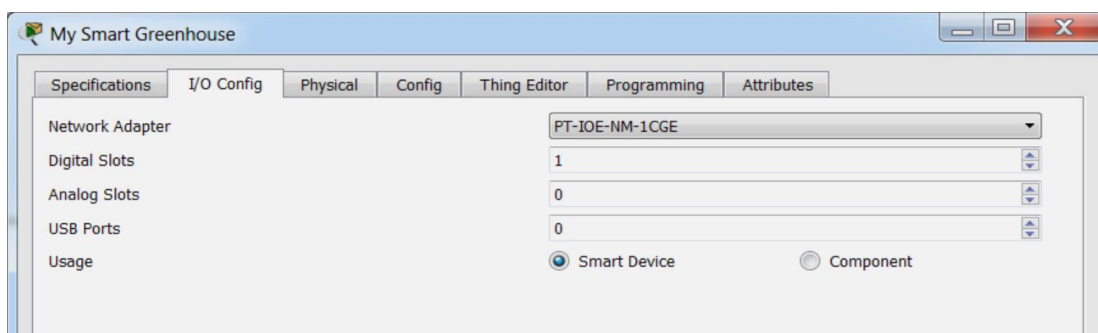 My Smart Greenhouse
Specifications I/O Config Physical Config Thing Editor Programming Attributes
Network Adapter PT-IOE-NM-1CGE
Digital Slots 1
Analog Slots 0
USB Ports 0
Usage Smart Device Component